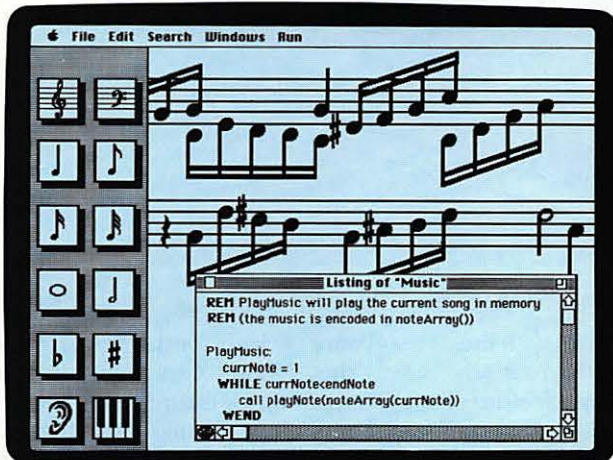 File Edit Search Windows Run
Listing of "Music"
REM PlayMusic will play the current song in memory
REM (the music is encoded in noteArray())
PlayMusic:
currNote = 1
WHILE currNote<endNote
call playNote(noteArray(currNote))
WEND